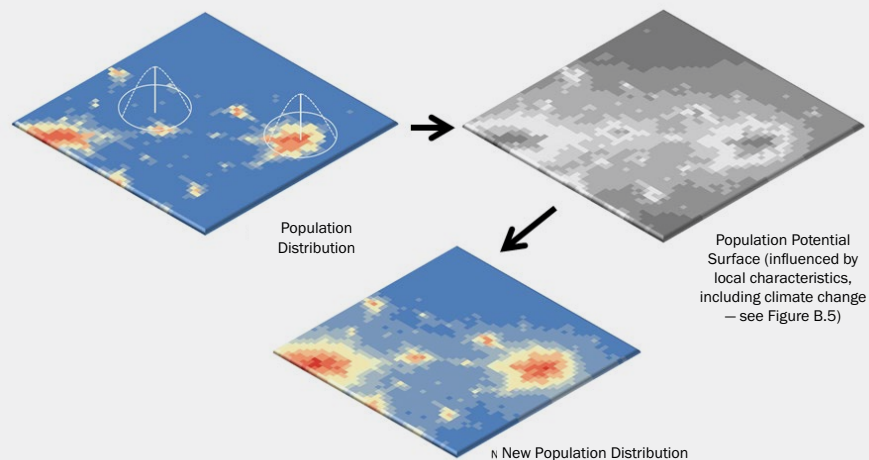 Population
Distribution
Population Potential
Surface (influenced by
local characteristics,
including climate change
— see Figure B.5)
N New Population Distribution